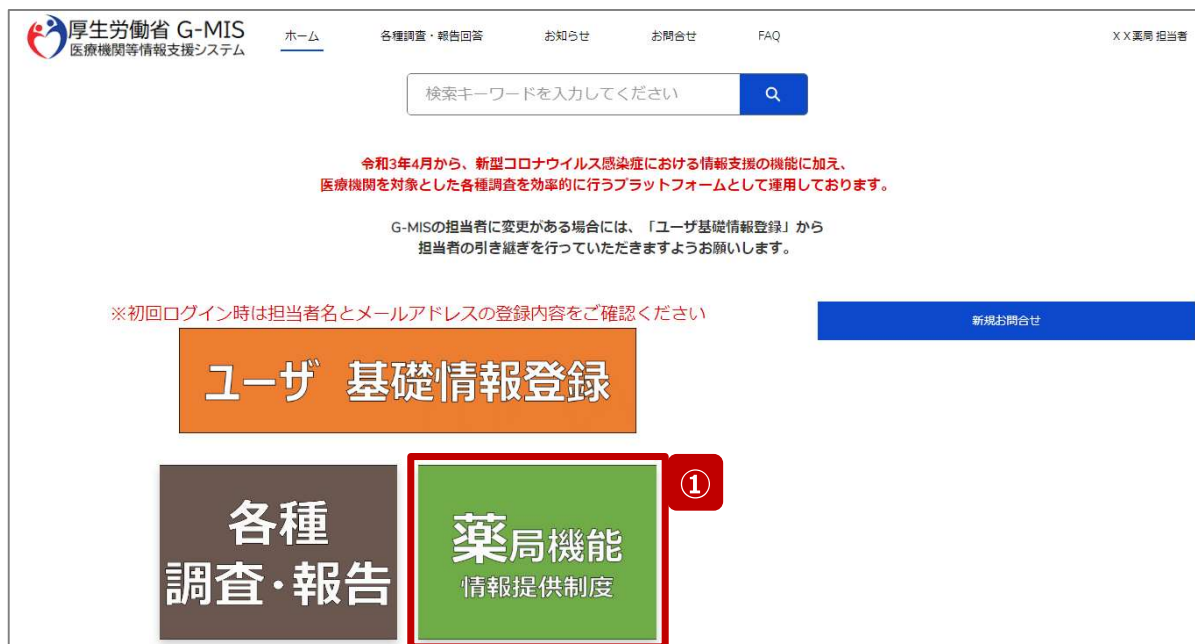 厚生労働省 G-MIS
医療機関等情報支援システム
ホーム 各種調査・報告回答 お知らせ お問合せ FAQ XX薬局 担当者
検索キーワードを入力してください
令和3年4月から、新型コロナウイルス感染症における情報支援の機能に加え、
医療機関を対象とした各種調査を効率的に行うプラットフォームとして運用しております。
G-MISの担当者に変更がある場合には、「ユーザ基礎情報登録」から
担当者の引き継ぎを行っていただきますようお願いします。
※初回ログイン時は担当者名とメールアドレスの登録内容をご確認ください
新規お問合せ
ユーザ 基礎情報登録
各種
調査・報告
薬局機能
情報提供制度
①